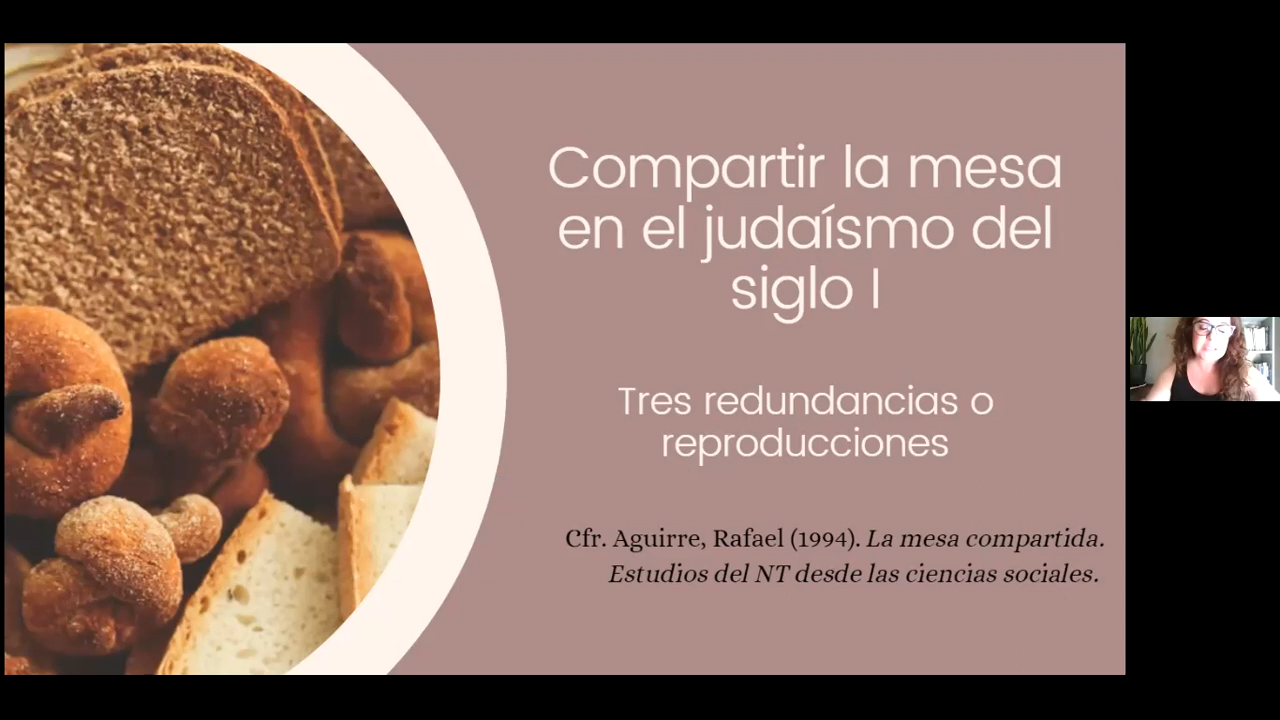 Compartir la mesa
en el judaísmo del
siglo I
Tres redundancias o
reproducciones
Cfr. Aguirre, Rafael (1994). La mesa compartida.
Estudios del NT desde las ciencias sociales.